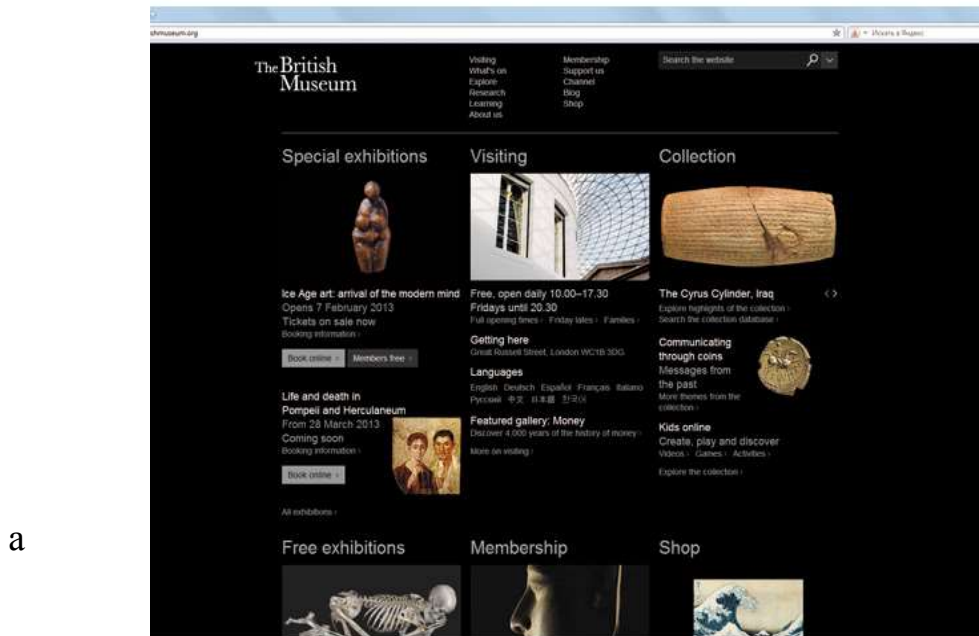 shmuseum.org
Искать в Яндекс
The British
Museum
Visiting
What's on
Explore
Research
Learning
About us
Membership
Support us
Channel
Blog
Shop
Search the website
Special exhibitions
Ice Age art: arrival of the modern mind
Opens 7 February 2013
Tickets on sale now
Booking information ›
Book online ›
Members free ›
Life and death in
Pompeii and Herculaneum
From 28 March 2013
Coming soon
Booking information ›
Book online ›
All exhibitions ›
Visiting
Free, open daily 10.00–17.30
Fridays until 20.30
Full opening times › Friday lates › Families ›
Getting here
Great Russell Street, London WC1B 3DG
Languages
English Deutsch Español Français Italiano
Русский 中文 日本語 한국어
Featured gallery: Money
Discover 4,000 years of the history of money ›
More on visiting ›
Collection
The Cyrus Cylinder, Iraq
Explore highlights of the collection ›
Search the collection database ›
Communicating
through coins
Messages from
the past
More themes from the
collection ›
Kids online
Create, play and discover
Videos › Games › Activities ›
Explore the collection ›
a
Free exhibitions
Membership
Shop